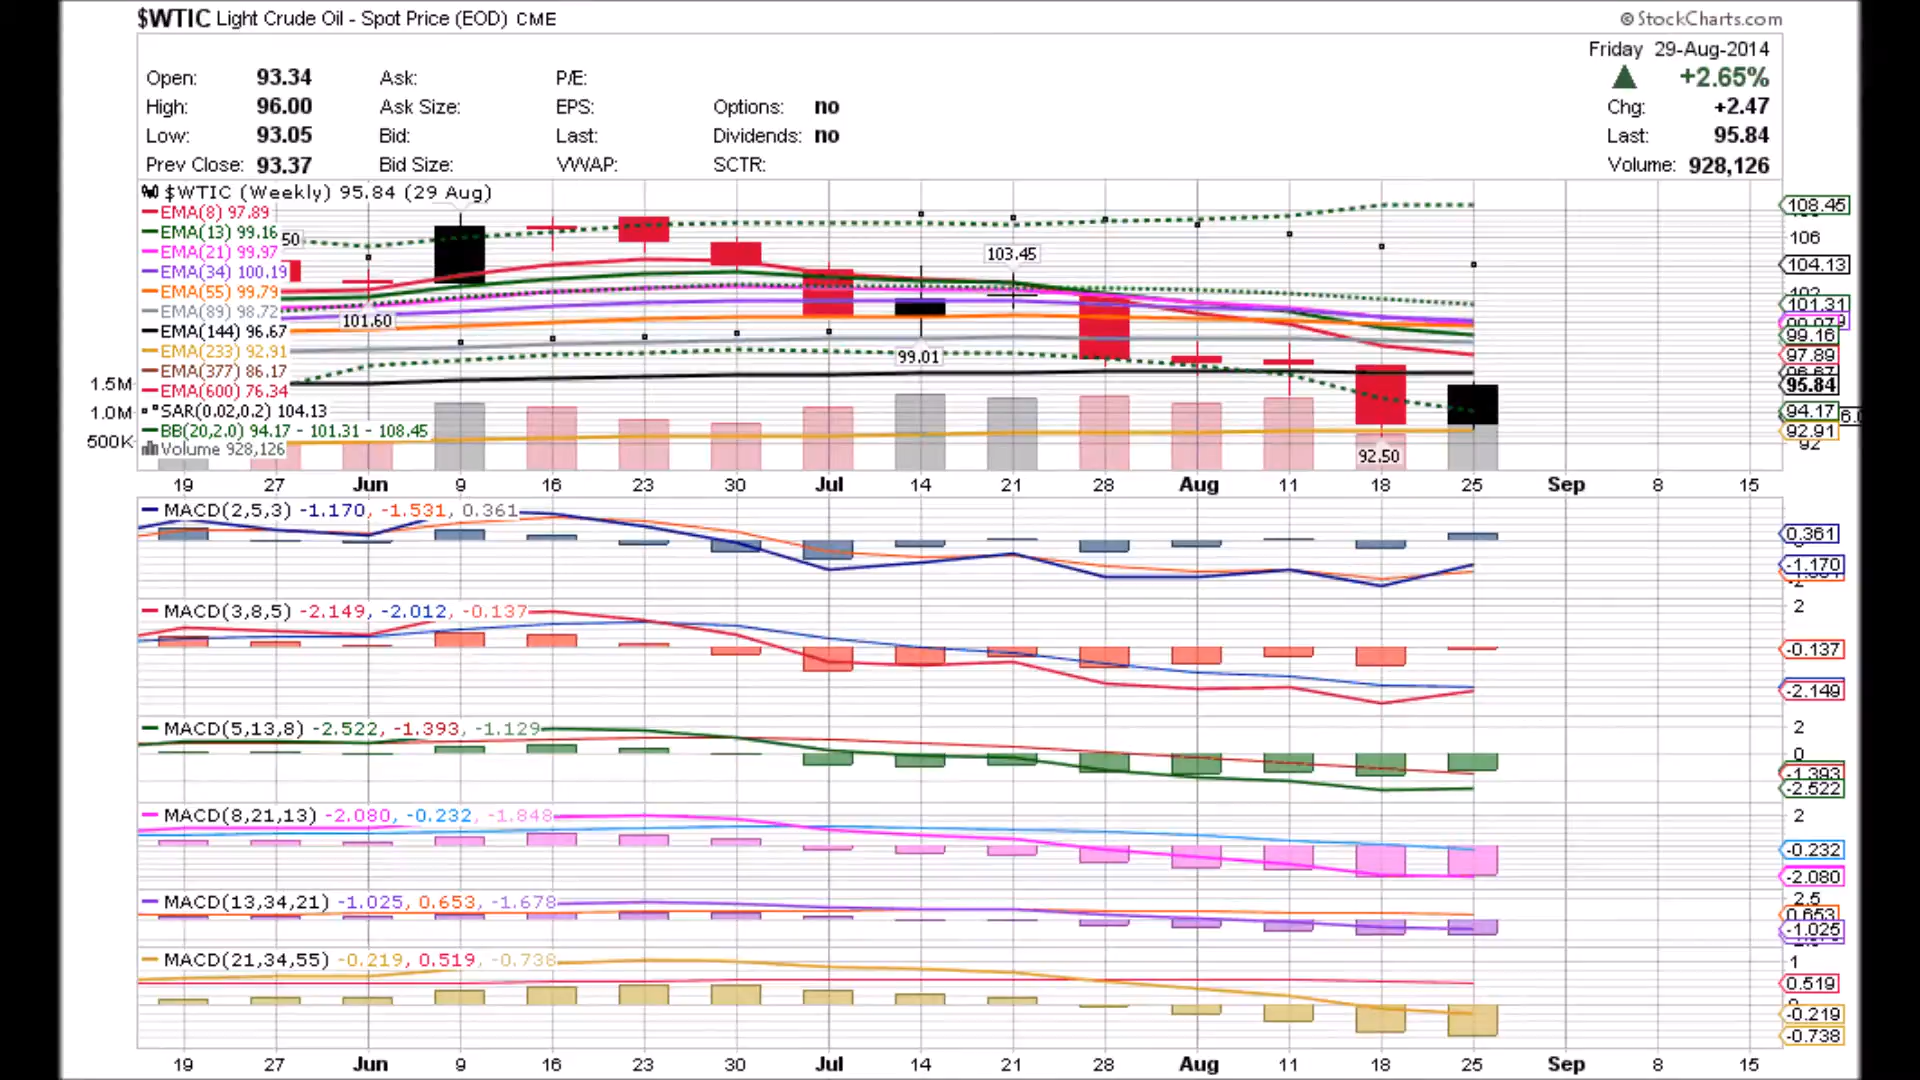 $WTIC Light Crude Oil - Spot Price (EOD) CME
© StockCharts.com
Friday 29-Aug-2014
Open: 93.34 Ask: P/E: +2.65%
High: 96.00 Ask Size: EPS: Options: no Chg: +2.47
Low: 93.05 Bid: Last: Dividends: no Last: 95.84
Prev Close: 93.37 Bid Size: VWAP: SCTR: Volume: 928,126
$WTIC (Weekly) 95.84 (29 Aug)
EMA(8) 97.89
EMA(13) 99.16
EMA(21) 99.97
EMA(34) 100.19
EMA(55) 99.79
EMA(89) 98.72
EMA(144) 96.67
EMA(233) 92.91
EMA(377) 86.17
EMA(600) 76.34
SAR(0.02,0.2) 104.13
BB(20,2.0) 94.17 - 101.31 - 108.45
Volume 928,126
1.5M
1.0M
500K
50
101.60
99.01
103.45
92.50
108.45
106
104.13
101.31
99.16
97.89
95.84
94.17
92.91
92
19 27 Jun 9 16 23 30 Jul 14 21 28 Aug 11 18 25 Sep 8 15
MACD(2,5,3) -1.170, -1.531, 0.361
0.361
-1.170
-2
MACD(3,8,5) -2.149, -2.012, -0.137
2
-0.137
-2.149
MACD(5,13,8) -2.522, -1.393, -1.129
2
0
-1.393
-2.522
MACD(8,21,13) -2.080, -0.232, -1.848
2
-0.232
-2.080
MACD(13,34,21) -1.025, 0.653, -1.678
2.5
0.653
-1.025
MACD(21,34,55) -0.219, 0.519, -0.738
1
0.519
0
-0.219
-0.738
19 27 Jun 9 16 23 30 Jul 14 21 28 Aug 11 18 25 Sep 8 15